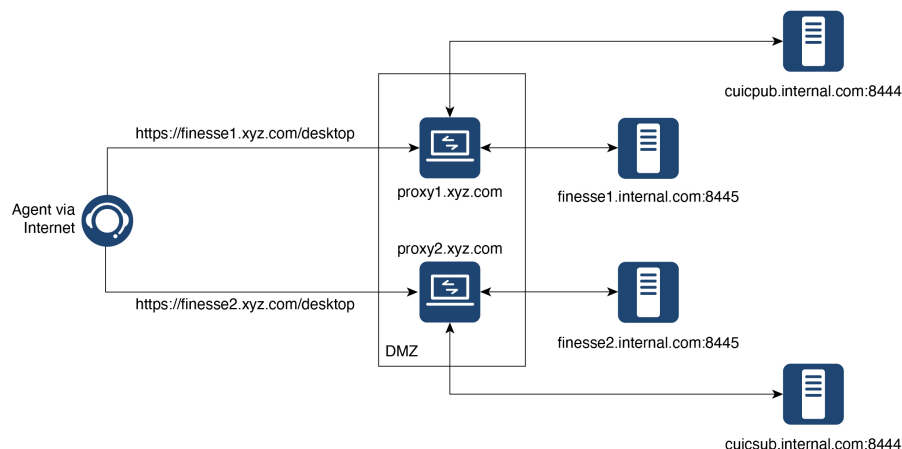 cuicpub.internal.com:8444
https://finesse1.xyz.com/desktop
proxy1.xyz.com
finesse1.internal.com:8445
Agent via
Internet
proxy2.xyz.com
https://finesse2.xyz.com/desktop
finesse2.internal.com:8445
DMZ
cuicsub.internal.com:8444